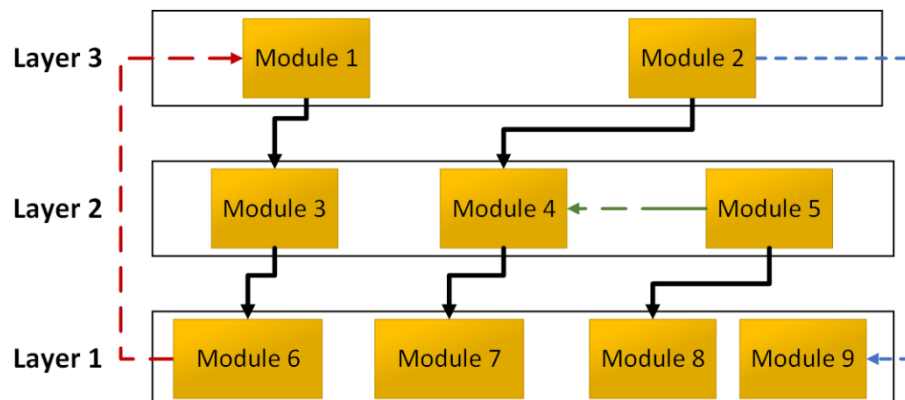 Layer 3
Module 1
Module 2
Layer 2
Module 3
Module 4
Module 5
Layer 1
Module 6
Module 7
Module 8
Module 9